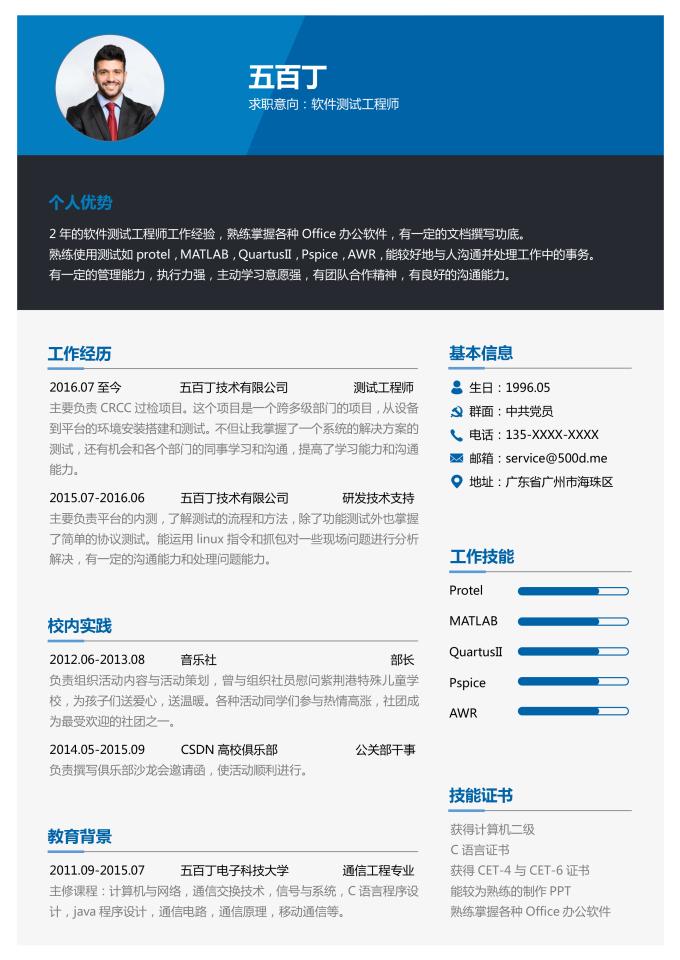 五百丁
求职意向：软件测试工程师
个人优势
2 年的软件测试工程师工作经验，熟练掌握各种 Office 办公软件，有一定的文档撰写功底。
熟练使用测试如 protel，MATLAB，QuartusⅡ，Pspice，AWR，能较好地与人沟通并处理工作中的事务。
有一定的管理能力，执行力强，主动学习意愿强，有团队合作精神，有良好的沟通能力。
工作经历
2016.07 至今 五百丁技术有限公司 测试工程师
主要负责 CRCC 过检项目。这个项目是一个跨多级部门的项目，从设备
到平台的环境安装搭建和测试。不但让我掌握了一个系统的解决方案的
测试，还有机会和各个部门的同事学习和沟通，提高了学习能力和沟通
能力。
2015.07-2016.06 五百丁技术有限公司 研发技术支持
主要负责平台的内测，了解测试的流程和方法，除了功能测试外也掌握
了简单的协议测试。能运用 linux 指令和抓包对一些现场问题进行分析
解决，有一定的沟通能力和处理问题能力。
校内实践
2012.06-2013.08 音乐社 部长
负责组织活动内容与活动策划，曾与组织社员慰问紫荆港特殊儿童学
校，为孩子们送爱心，送温暖。各种活动同学们参与热情高涨，社团成
为最受欢迎的社团之一。
2014.05-2015.09 CSDN 高校俱乐部 公关部干事
负责撰写俱乐部沙龙会邀请函，使活动顺利进行。
教育背景
2011.09-2015.07 五百丁电子科技大学 通信工程专业
主修课程：计算机与网络，通信交换技术，信号与系统，C 语言程序设
计，java 程序设计，通信电路，通信原理，移动通信等。
基本信息
生日：1996.05
群面：中共党员
电话：135-XXXX-XXXX
邮箱：service@500d.me
地址：广东省广州市海珠区
工作技能
Protel
MATLAB
QuartusⅡ
Pspice
AWR
技能证书
获得计算机二级
C 语言证书
获得 CET-4 与 CET-6 证书
能较为熟练的制作 PPT
熟练掌握各种 Office 办公软件